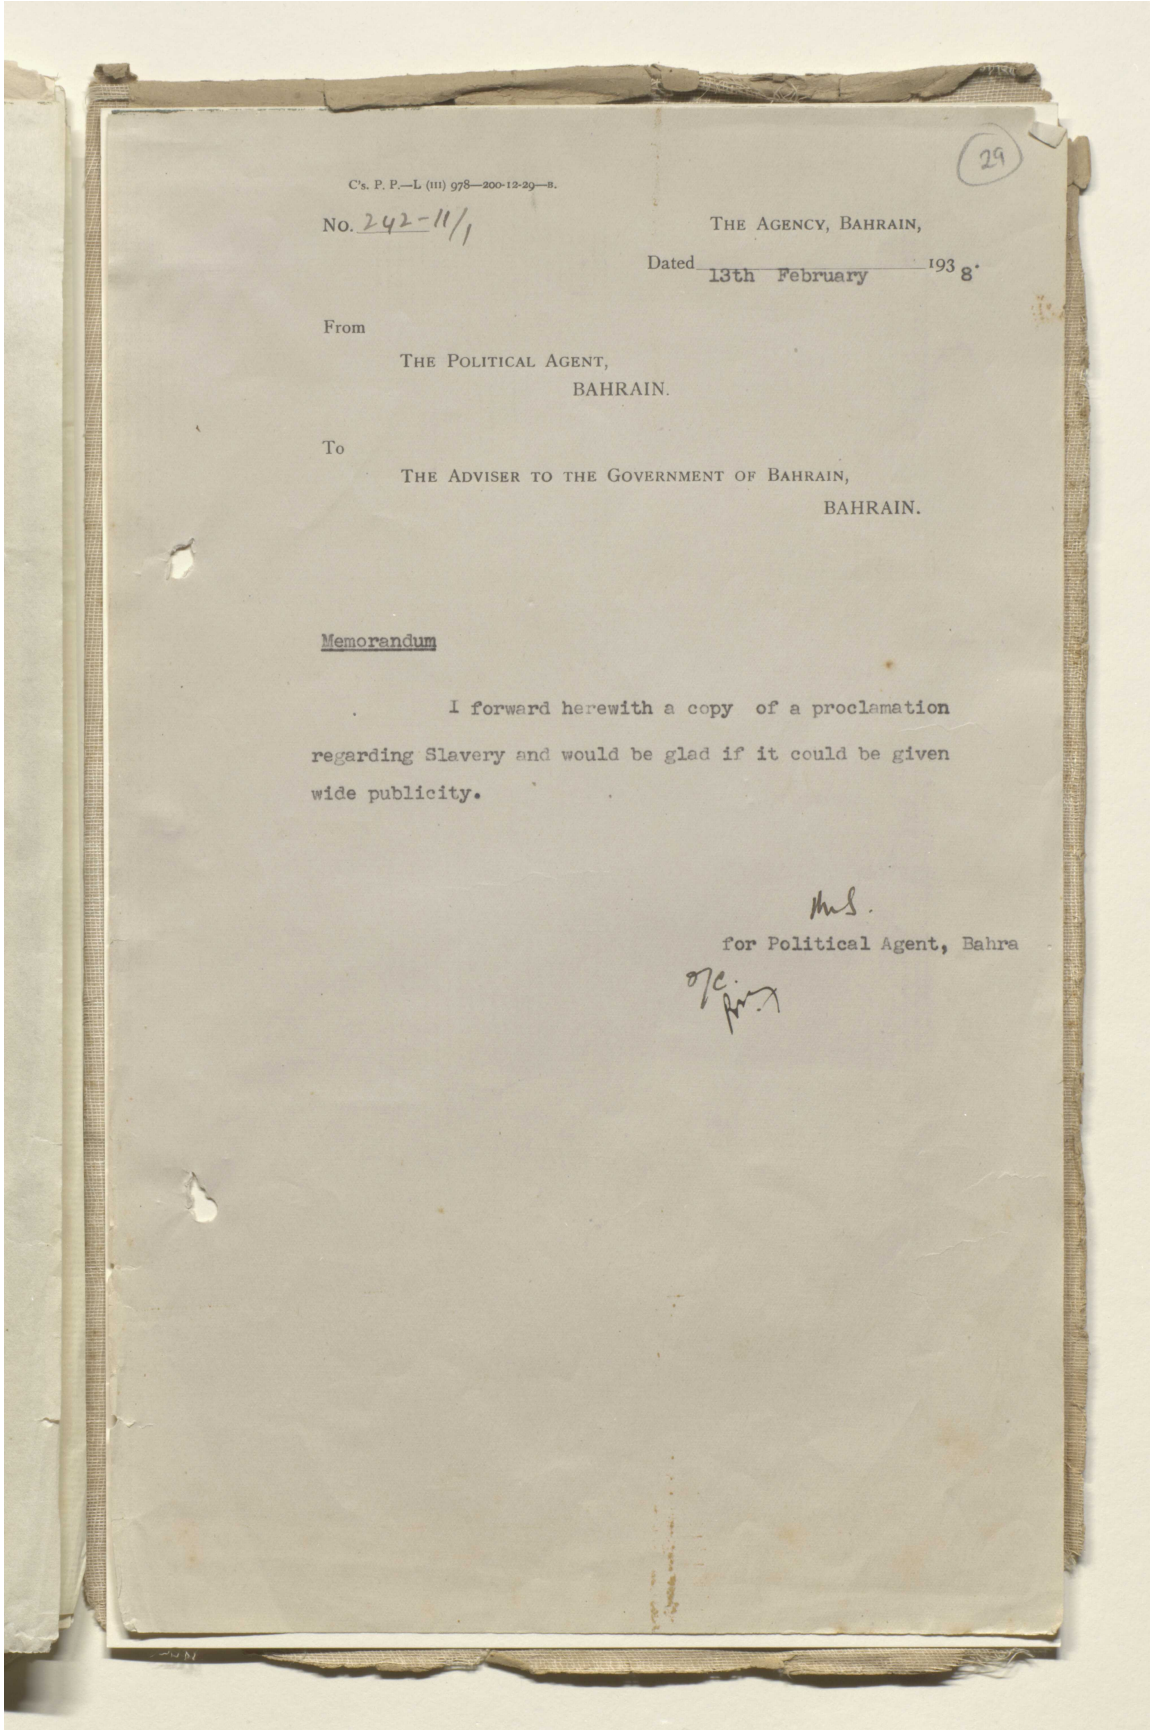 29
C's. P. P.—L (III) 978—200-12-29—B.
No. 242-11/1
THE AGENCY, BAHRAIN,
Dated 13th February 1938.
From
THE POLITICAL AGENT,
BAHRAIN.
To
THE ADVISER TO THE GOVERNMENT OF BAHRAIN,
BAHRAIN.
Memorandum
I forward herewith a copy of a proclamation
regarding Slavery and would be glad if it could be given
wide publicity.
for Political Agent, Bahra
o/c.